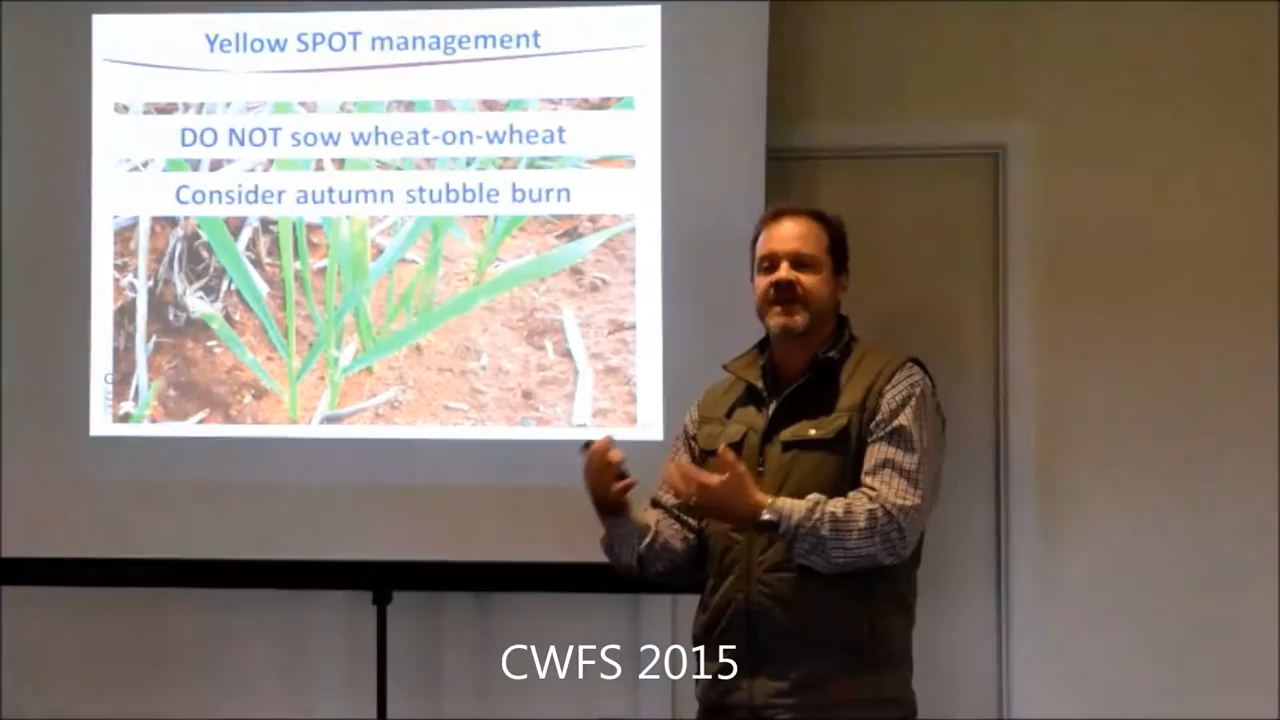 Yellow SPOT management
DO NOT sow wheat-on-wheat
Consider autumn stubble burn
CWFS 2015